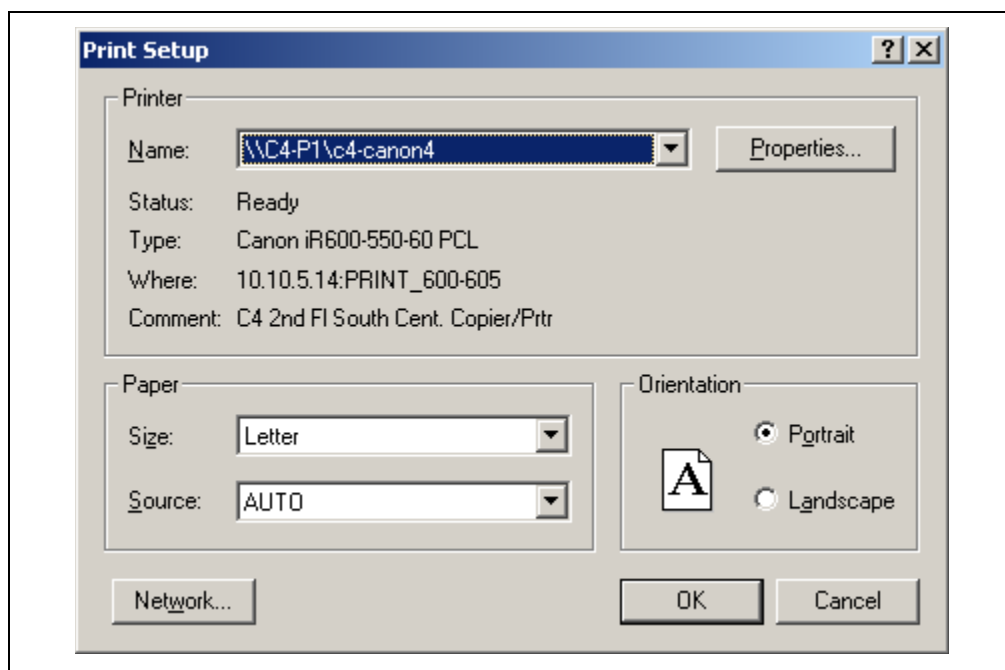 Print Setup
Printer
Name: \\C4-P1\c4-canon4 Properties...
Status: Ready
Type: Canon iR600-550-60 PCL
Where: 10.10.5.14:PRINT_600-605
Comment: C4 2nd Fl South Cent. Copier/Prtr
Paper
Size: Letter
Source: AUTO
Orientation
A
Portrait
Landscape
Network... OK Cancel